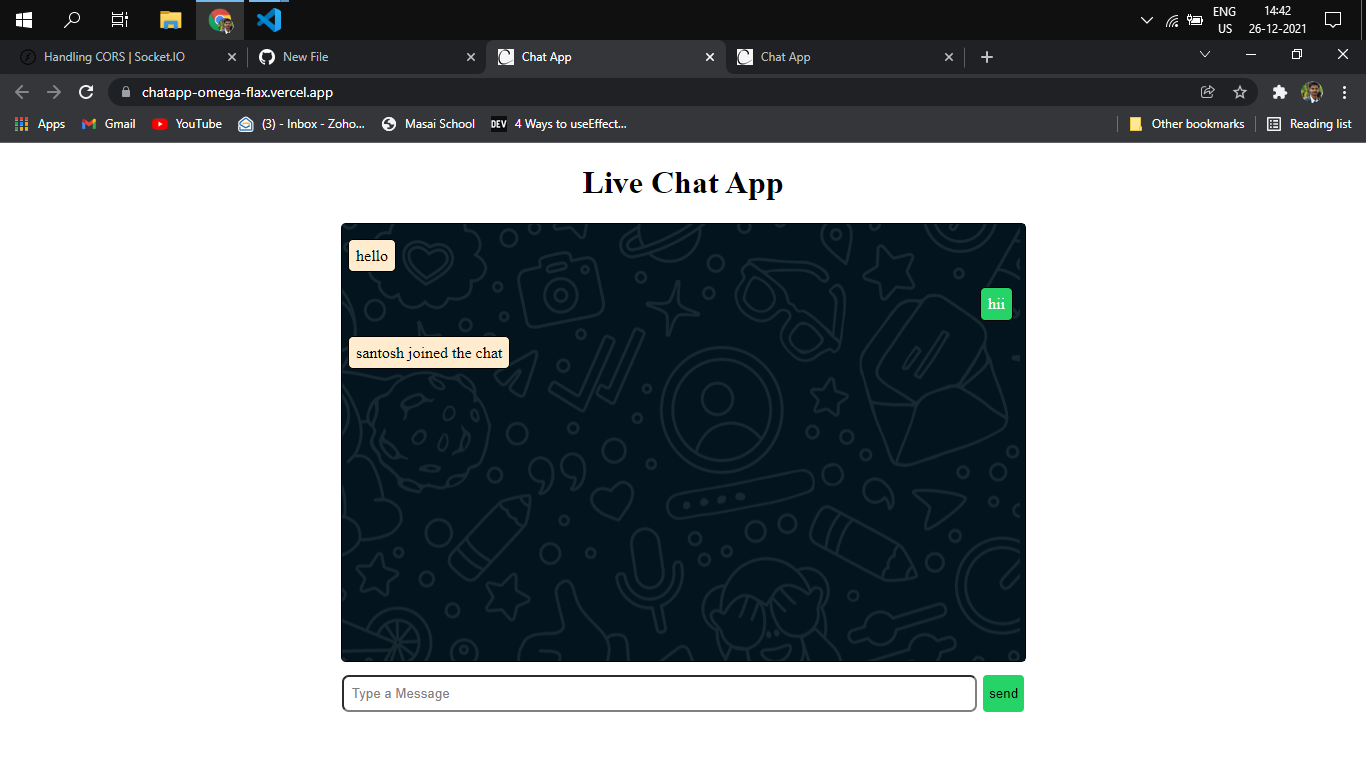 ENG
14:42
US
26-12-2021
Handling CORS | Socket.IO
New File
Chat App
Chat App
chatapp-omega-flax.vercel.app
Apps
Gmail
YouTube
(3) - Inbox - Zoho...
Masai School
DEV
4 Ways to useEffect...
Other bookmarks
Reading list
Live Chat App
hello
hii
santosh joined the chat
Type a Message
send